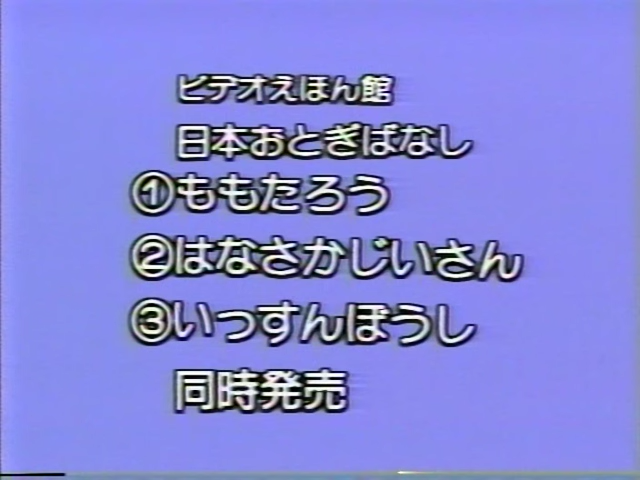 ビデオえほん館
日本おとぎばなし
①ももたろう
②はなさかじいさん
③いっすんぼうし
同時発売